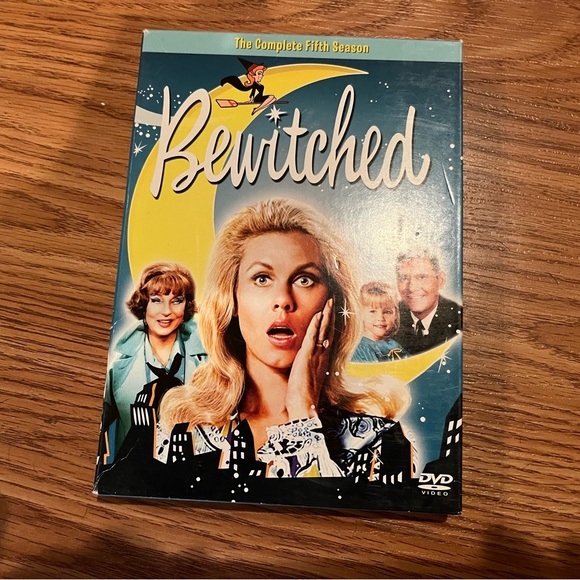 The Complete Fifth Season
Bewitched
DVD
VIDEO